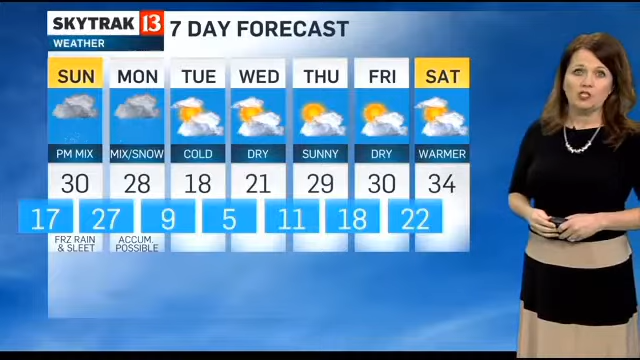 SKYTRAK 13
WEATHER
7 DAY FORECAST
SUN MON TUE WED THU FRI SAT
PM MIX MIX/SNOW COLD DRY SUNNY DRY WARMER
30 28 18 21 29 30 34
17 27 9 5 11 18 22
FRZ RAIN & SLEET
ACCUM. POSSIBLE